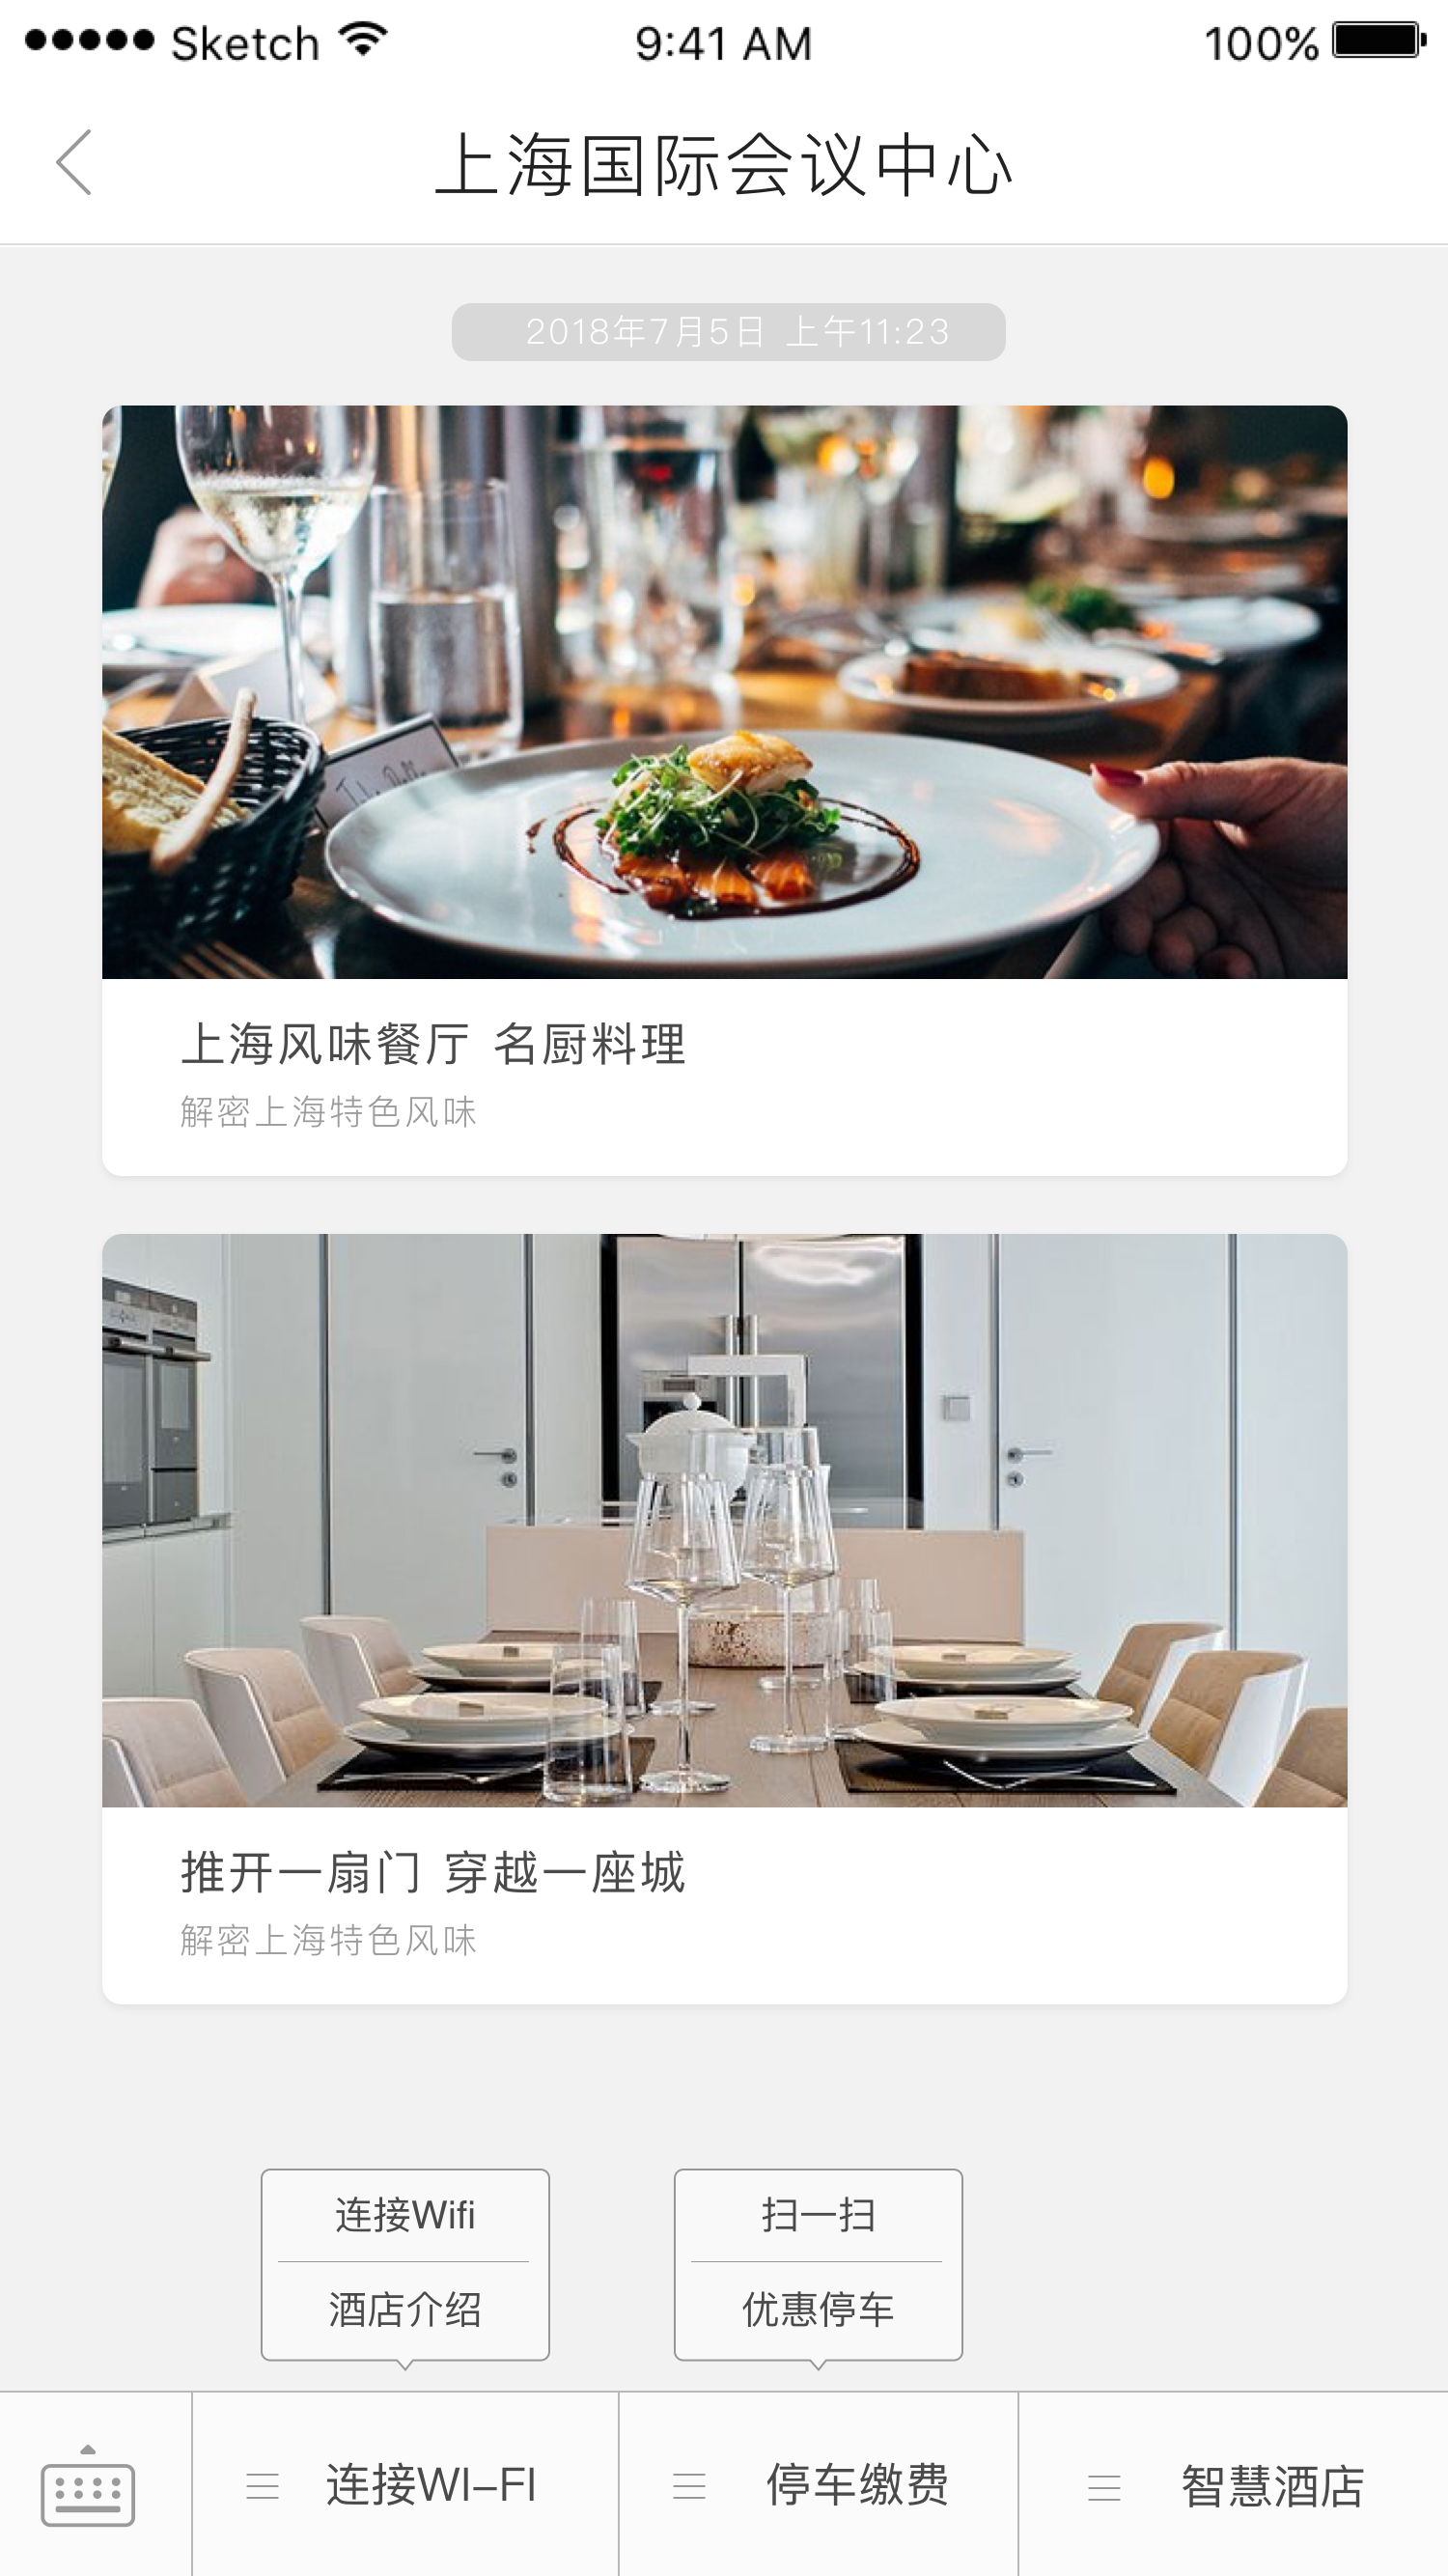 Sketch 9:41 AM 100%
上海国际会议中心
2018年7月5日 上午11:23
上海风味餐厅 名厨料理
解密上海特色风味
推开一扇门 穿越一座城
解密上海特色风味
连接Wifi
酒店介绍
扫一扫
优惠停车
连接WI-FI
停车缴费
智慧酒店